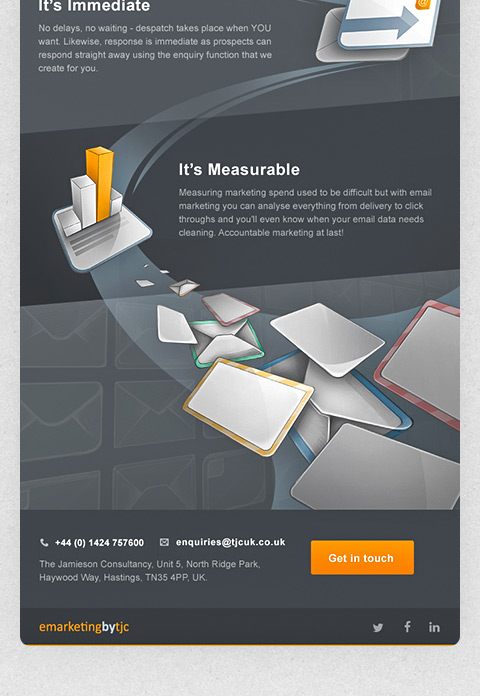 It's Immediate
No delays, no waiting - despatch takes place when YOU
want. Likewise, response is immediate as prospects can
respond straight away using the enquiry function that we
create for you.
@
It's Measurable
Measuring marketing spend used to be difficult but with email
marketing you can analyse everything from delivery to click
throughs and you'll even know when your email data needs
cleaning. Accountable marketing at last!
+44 (0) 1424 757600 enquiries@tjcuk.co.uk
The Jamieson Consultancy, Unit 5, North Ridge Park,
Haywood Way, Hastings, TN35 4PP, UK.
Get in touch
emarketingbytjc
f in